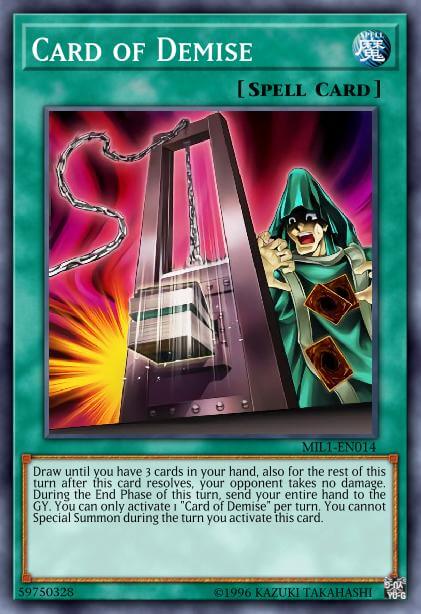 CARD OF DEMISE
SPELL
魔
[SPELL CARD]
MIL1-EN014
Draw until you have 3 cards in your hand, also for the rest of this
turn after this card resolves, your opponent takes no damage.
During the End Phase of this turn, send your entire hand to the
GY. You can only activate 1 "Card of Demise" per turn. You cannot
Special Summon during the turn you activate this card.
59750328
©1996 KAZUKI TAKAHASHI